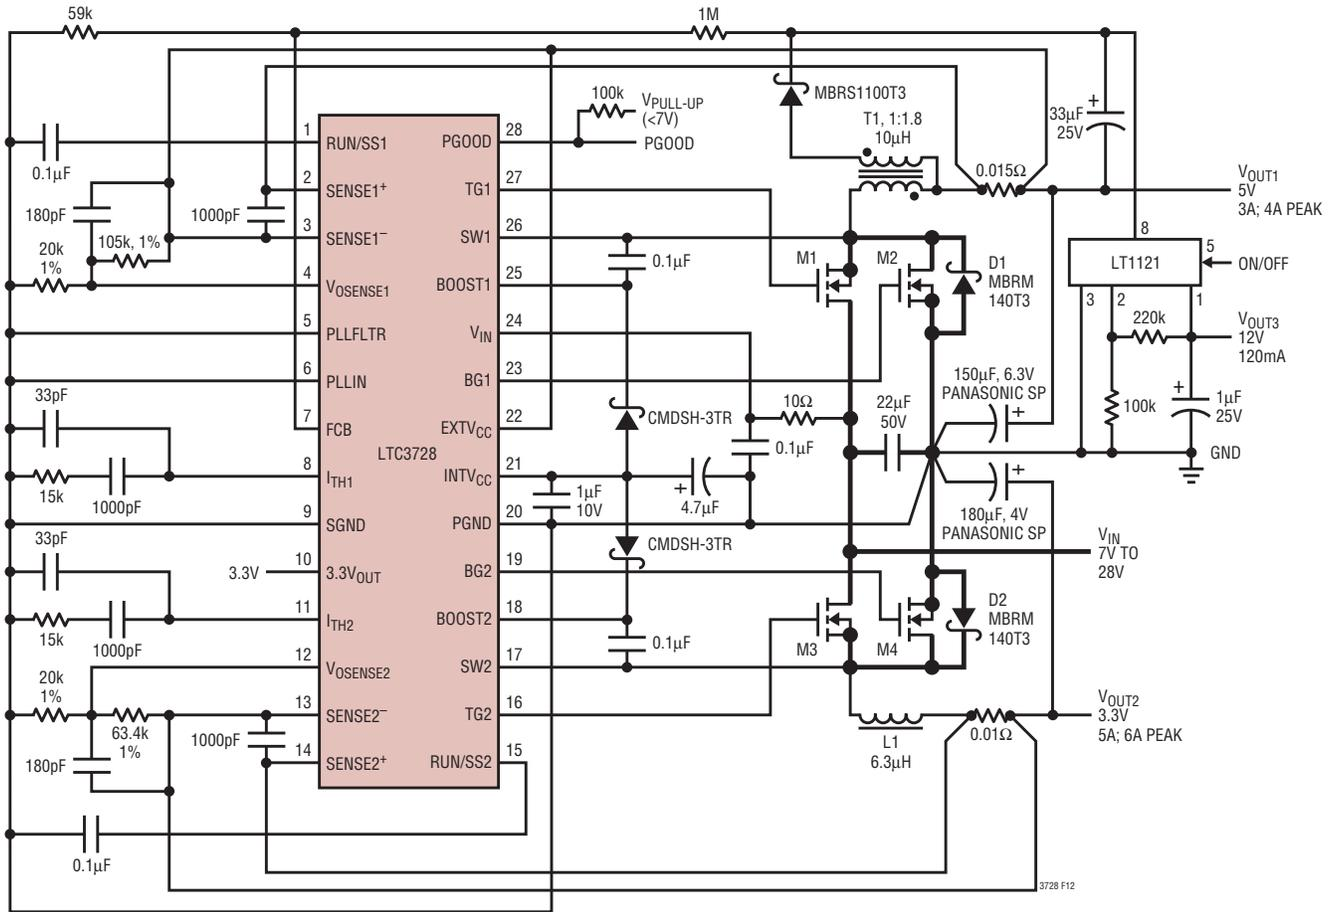 59k
1M
100k
V_PULL-UP
(<7V)
PGOOD
MBRS1100T3
T1, 1:1.8
10µH
33µF
25V
+
0.015Ω
V_OUT1
5V
3A; 4A PEAK
0.1µF
180pF
1000pF
105k, 1%
20k
1%
1
RUN/SS1
2
SENSE1+
3
SENSE1−
4
V_OSENSE1
5
PLLFLTR
6
PLLIN
7
FCB
8
I_TH1
9
SGND
10
3.3V_OUT
11
I_TH2
12
V_OSENSE2
13
SENSE2−
14
SENSE2+
LTC3728
28
PGOOD
27
TG1
26
SW1
25
BOOST1
24
V_IN
23
BG1
22
EXTV_CC
21
INTV_CC
20
PGND
19
BG2
18
BOOST2
17
SW2
16
TG2
15
RUN/SS2
33pF
15k
1000pF
33pF
3.3V
15k
1000pF
20k
1%
63.4k
1%
180pF
1000pF
0.1µF
0.1µF
CMDSH-3TR
10Ω
0.1µF
1µF
10V
+
4.7µF
CMDSH-3TR
0.1µF
M1
M2
D1
MBRM
140T3
22µF
50V
150µF, 6.3V
PANASONIC SP
+
+
180µF, 4V
PANASONIC SP
M3
M4
D2
MBRM
140T3
L1
6.3µH
0.01Ω
8
LT1121
5
ON/OFF
3
2
1
220k
V_OUT3
12V
120mA
100k
+
1µF
25V
GND
V_IN
7V TO
28V
V_OUT2
3.3V
5A; 6A PEAK
3728 F12